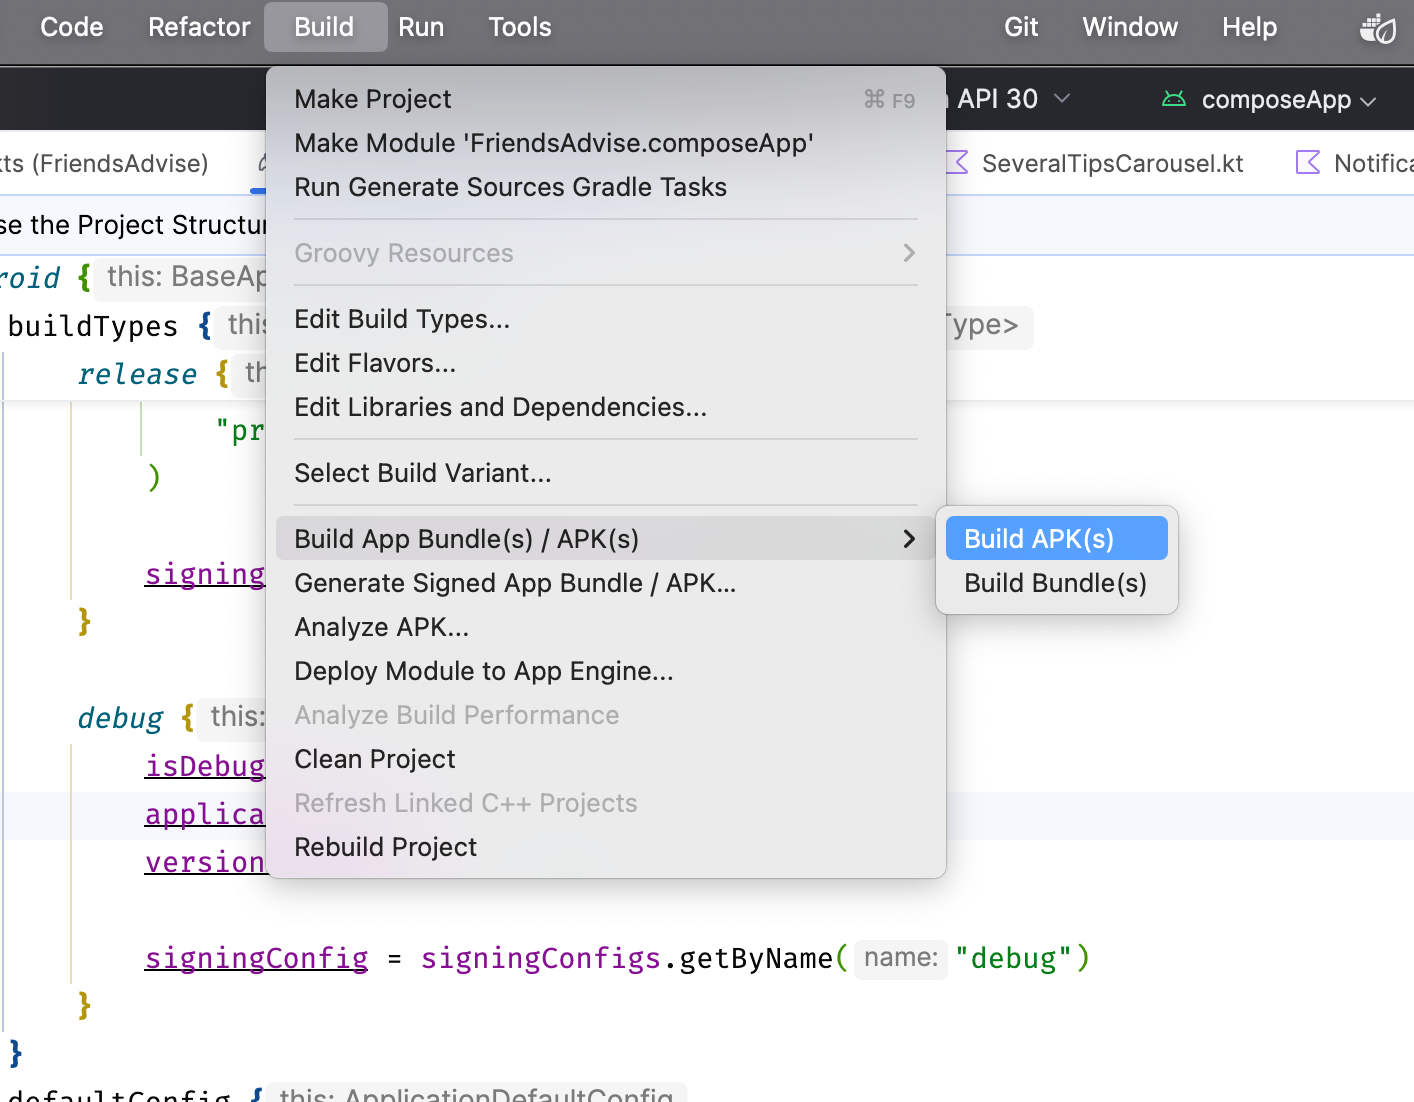 Code Refactor Build Run Tools Git Window Help
API 30 composeApp
Make Project ⌘ F9
Make Module 'FriendsAdvise.composeApp'
Run Generate Sources Gradle Tasks
Groovy Resources
Edit Build Types...
Edit Flavors...
Edit Libraries and Dependencies...
Select Build Variant...
Build App Bundle(s) / APK(s)
Generate Signed App Bundle / APK...
Analyze APK...
Deploy Module to App Engine...
Analyze Build Performance
Clean Project
Refresh Linked C++ Projects
Rebuild Project
Build APK(s)
Build Bundle(s)
kts (FriendsAdvise) SeveralTipsCarousel.kt Notifica
se the Project Structur
roid { this: BaseAp
buildTypes { this Type>
release { th
"pr
)
signing
}
debug { this:
isDebug
applica
version
signingConfig = signingConfigs.getByName( name: "debug")
}
}
defaultConfig { this: ApplicationDefaultConfig